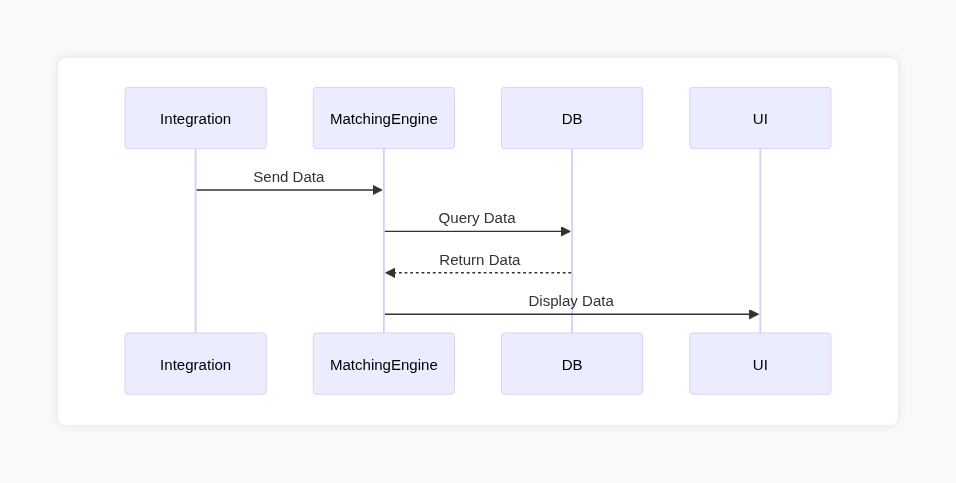 Integration
MatchingEngine
DB
UI
Send Data
Query Data
Return Data
Display Data
Integration
MatchingEngine
DB
UI